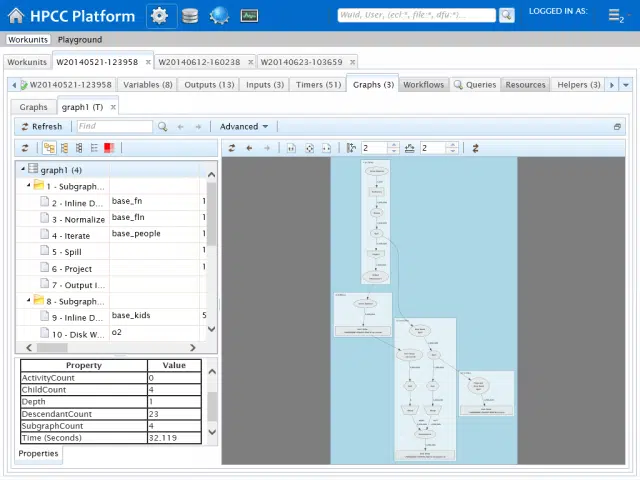 HPCC Platform
Wuid, User, (ecl:*, file:*, dfu:*...)
LOGGED IN AS:
2
Workunits Playground
Workunits W20140521-123958 x W20140612-160238 x W20140623-103659 x
W20140521-123958 Variables (8) Outputs (13) Inputs (3) Timers (51) Graphs (3) Workflows Queries Resources Helpers (3)
Graphs graph1 (T) x
Refresh Find Advanced
2 2
graph1 (4)
1 - Subgraph...
2 - Inline D... base_fn 1
3 - Normalize base_fln 1
4 - Iterate base_people 1
5 - Spill 1
6 - Project 1
7 - Output I...
8 - Subgraph...
9 - Inline D... base_kids 5
10 - Disk W... o2
Property Value
ActivityCount 0
ChildCount 4
Depth 1
DescendantCount 23
SubgraphCount 4
Time (Seconds) 32.119
Properties